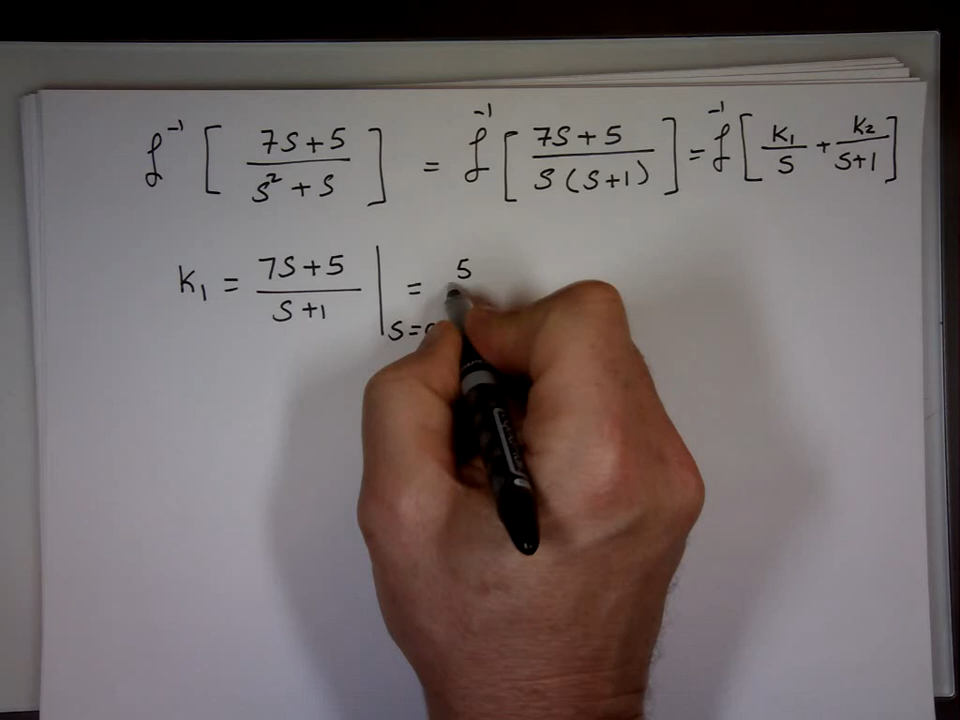 £⁻¹ [ (7S+5)/(S²+S) ] = £⁻¹ [ (7S+5)/(S(S+1)) ] = £⁻¹ [ K₁/S + K₂/(S+1) ]
K₁ = (7S+5)/(S+1) | S= = 5